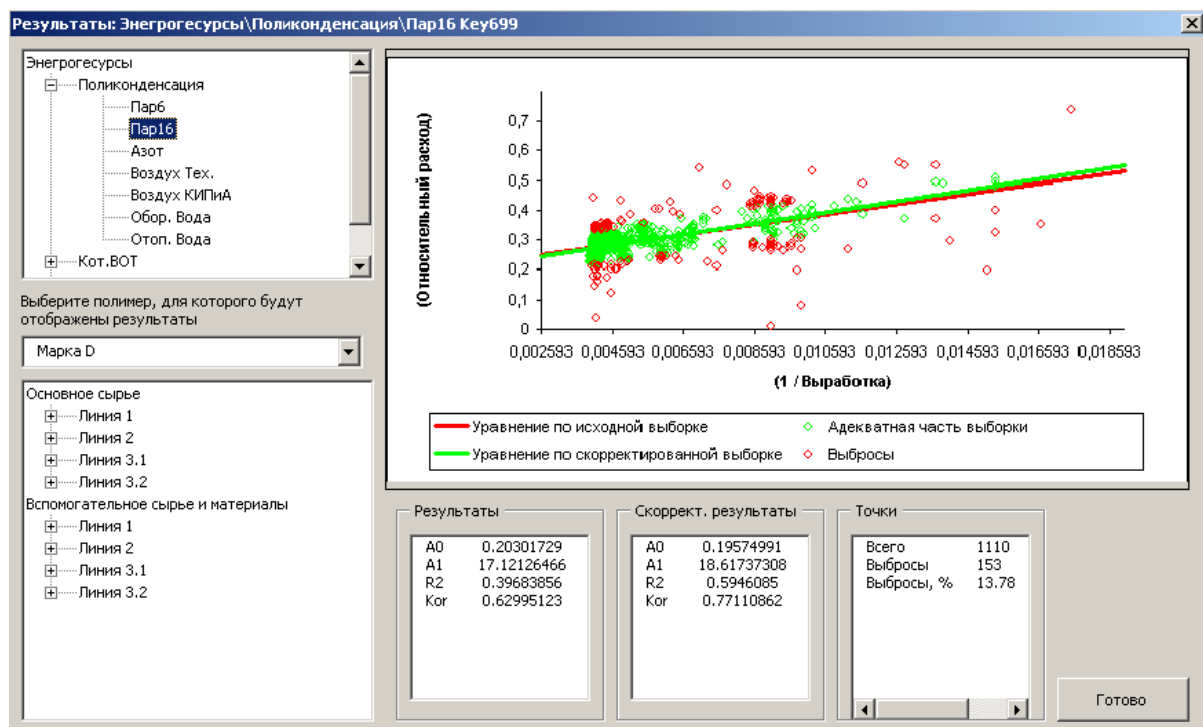 Результаты: Энегрогесурсы\Поликонденсация\Пар16 Key699
Энегрогесурсы
Поликонденсация
Пар6
Пар16
Азот
Воздух Тех.
Воздух КИПиА
Обор. Вода
Отоп. Вода
Кот.ВОТ
Выберите полимер, для которого будут
отображены результаты
Марка D
Основное сырье
Линия 1
Линия 2
Линия 3.1
Линия 3.2
Вспомогательное сырье и материалы
Линия 1
Линия 2
Линия 3.1
Линия 3.2
(Относительный расход)
0,7
0,6
0,5
0,4
0,3
0,2
0,1
0
0,002593 0,004593 0,006593 0,008593 0,010593 0,012593 0,014593 0,016593 0,018593
(1 / Выработка)
Уравнение по исходной выборке
Адекватная часть выборки
Уравнение по скорректированной выборке
Выбросы
Результаты
A0 0.20301729
A1 17.12126466
R2 0.39683856
Kor 0.62995123
Скоррект. результаты
A0 0.19574991
A1 18.61737308
R2 0.5946085
Kor 0.77110862
Точки
Всего 1110
Выбросы 153
Выбросы, % 13.78
Готово